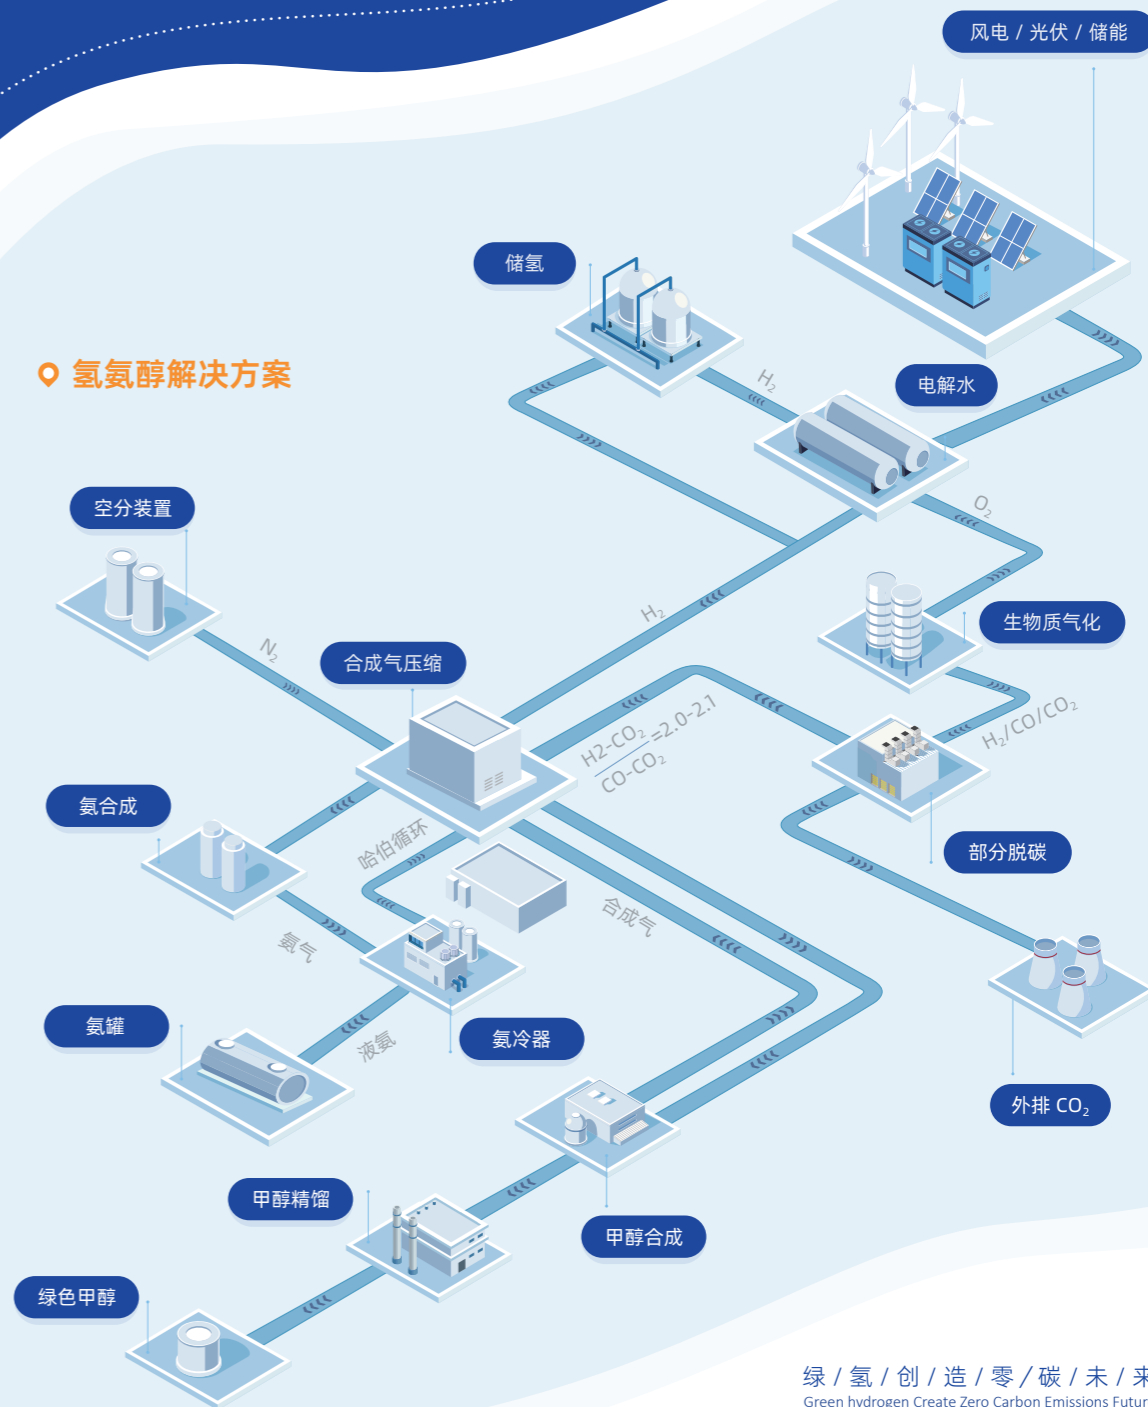 风电 / 光伏 / 储能
储氢
H₂
电解水
氢氨醇解决方案
空分装置
O₂
N₂
H₂
生物质气化
合成气压缩
H2-CO₂
CO-CO₂
=2.0-2.1
H₂/CO/CO₂
氨合成
哈伯循环
部分脱碳
合成气
氨气
氨罐
液氨
氨冷器
外排 CO₂
甲醇精馏
甲醇合成
绿色甲醇
绿 / 氢 / 创 / 造 / 零 / 碳 / 未 / 来
Green hydrogen Create Zero Carbon Emissions Futur